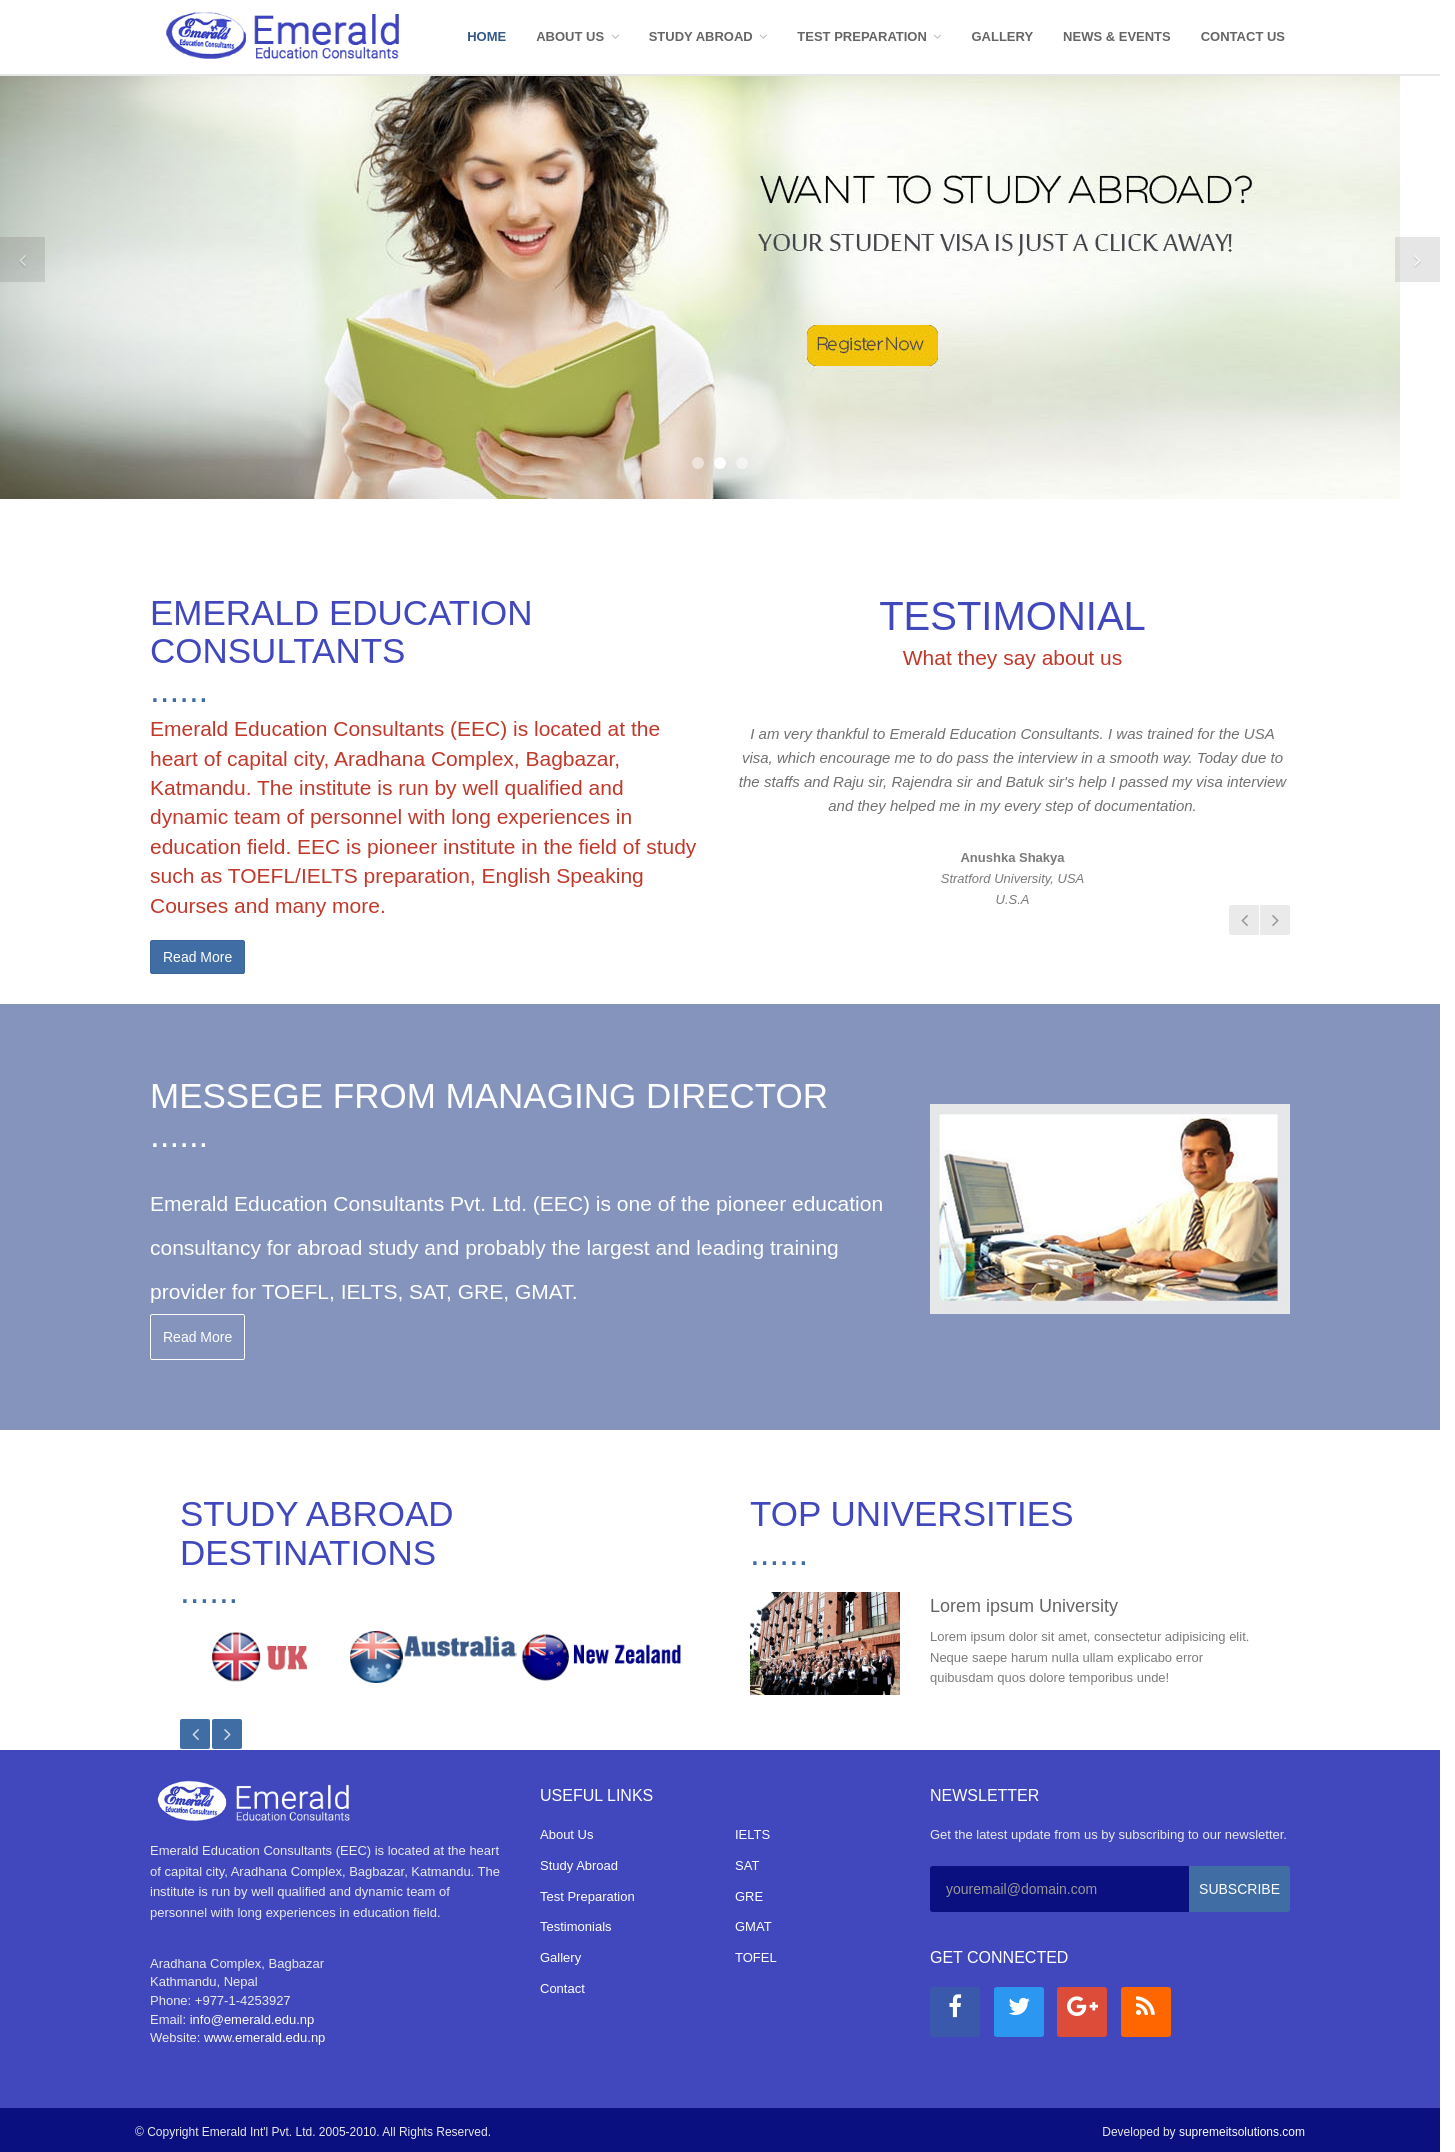 Emerald
Education Consultants
Emerald
Education Consultants
HOME
ABOUT US
STUDY ABROAD
TEST PREPARATION
GALLERY
NEWS & EVENTS
CONTACT US
WANT TO STUDY ABROAD?
YOUR STUDENT VISA IS JUST A CLICK AWAY!
Register Now
EMERALD EDUCATION
CONSULTANTS
......
Emerald Education Consultants (EEC) is located at the
heart of capital city, Aradhana Complex, Bagbazar,
Katmandu. The institute is run by well qualified and
dynamic team of personnel with long experiences in
education field. EEC is pioneer institute in the field of study
such as TOEFL/IELTS preparation, English Speaking
Courses and many more.
Read More
TESTIMONIAL
What they say about us
I am very thankful to Emerald Education Consultants. I was trained for the USA
visa, which encourage me to do pass the interview in a smooth way. Today due to
the staffs and Raju sir, Rajendra sir and Batuk sir's help I passed my visa interview
and they helped me in my every step of documentation.
Anushka Shakya
Stratford University, USA
U.S.A
MESSEGE FROM MANAGING DIRECTOR
......
Emerald Education Consultants Pvt. Ltd. (EEC) is one of the pioneer education
consultancy for abroad study and probably the largest and leading training
provider for TOEFL, IELTS, SAT, GRE, GMAT.
Read More
STUDY ABROAD
DESTINATIONS
......
UK
Australia
New Zealand
TOP UNIVERSITIES
......
Lorem ipsum University
Lorem ipsum dolor sit amet, consectetur adipisicing elit.
Neque saepe harum nulla ullam explicabo error
quibusdam quos dolore temporibus unde!
Emerald
Education Consultants
Emerald
Education Consultants
Emerald Education Consultants (EEC) is located at the heart
of capital city, Aradhana Complex, Bagbazar, Katmandu. The
institute is run by well qualified and dynamic team of
personnel with long experiences in education field.
Aradhana Complex, Bagbazar
Kathmandu, Nepal
Phone: +977-1-4253927
Email: info@emerald.edu.np
Website: www.emerald.edu.np
USEFUL LINKS
About Us
Study Abroad
Test Preparation
Testimonials
Gallery
Contact
IELTS
SAT
GRE
GMAT
TOFEL
NEWSLETTER
Get the latest update from us by subscribing to our newsletter.
youremail@domain.com
SUBSCRIBE
GET CONNECTED
© Copyright Emerald Int'l Pvt. Ltd. 2005-2010. All Rights Reserved.
Developed by supremeitsolutions.com